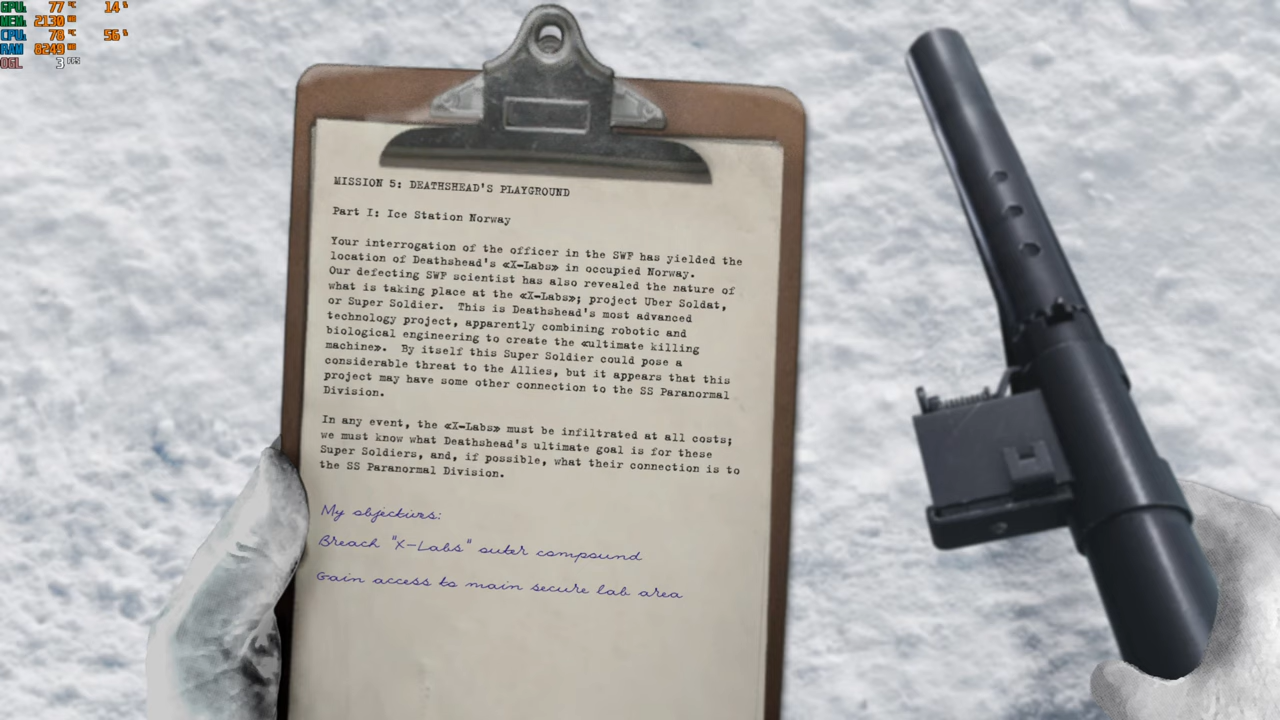 GPU: 77 °C 14 %
MEM: 2130 MB
CPU: 78 °C 56 %
RAM 8249 MB
OGL 3 FPS
MISSION 5: DEATHSHEAD'S PLAYGROUND
Part I: Ice Station Norway
Your interrogation of the officer in the SWF has yielded the
location of Deathshead's «X-Labs» in occupied Norway.
Our defecting SWF scientist has also revealed the nature of
what is taking place at the «X-Labs»; project Uber Soldat,
or Super Soldier. This is Deathshead's most advanced
technology project, apparently combining robotic and
biological engineering to create the «ultimate killing
machine». By itself this Super Soldier could pose a
considerable threat to the Allies, but it appears that this
project may have some other connection to the SS Paranormal
Division.
In any event, the «X-Labs» must be infiltrated at all costs;
we must know what Deathshead's ultimate goal is for these
Super Soldiers, and, if possible, what their connection is to
the SS Paranormal Division.
My objectives:
Breach "X-Labs" outer compound
Gain access to main secure lab area